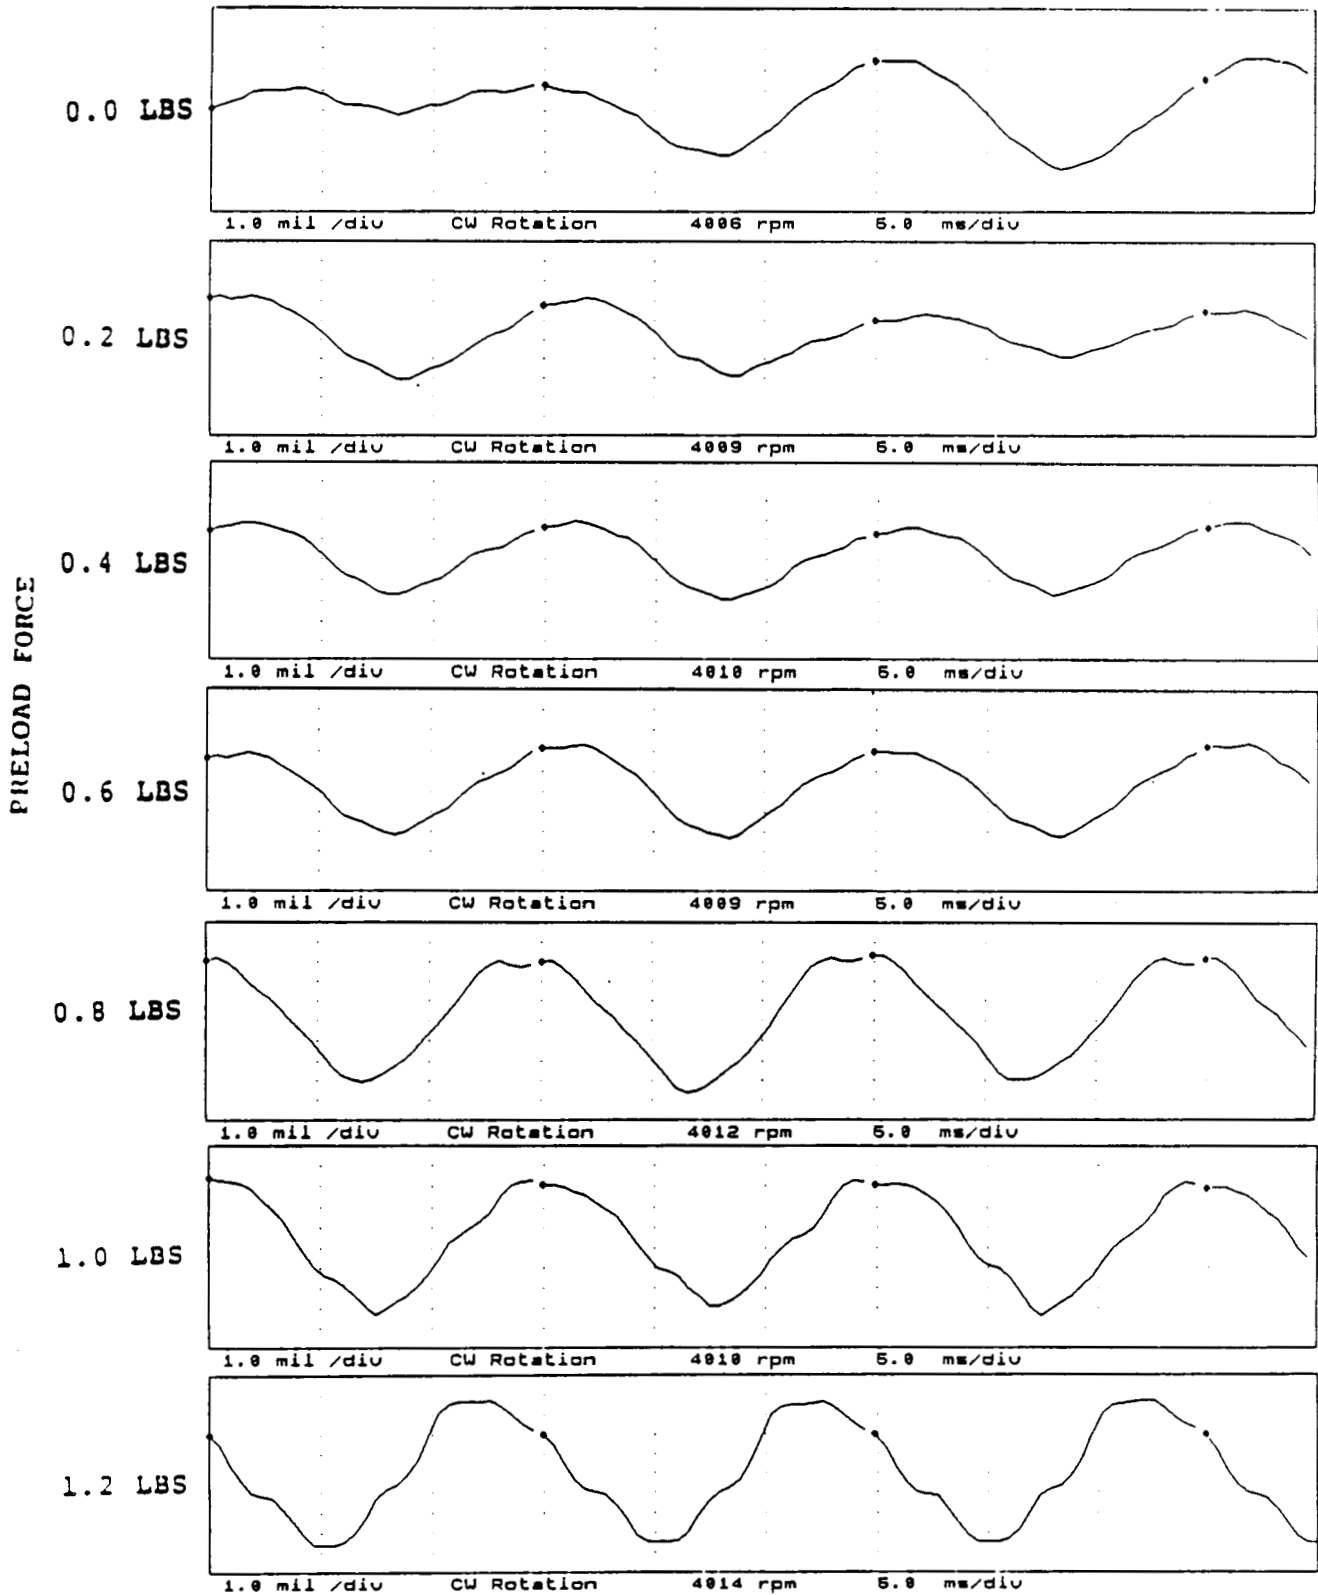 PRELOAD FORCE
0.0 LBS
1.0 mil /div CW Rotation 4006 rpm 5.0 ms/div
0.2 LBS
1.0 mil /div CW Rotation 4009 rpm 5.0 ms/div
0.4 LBS
1.0 mil /div CW Rotation 4010 rpm 5.0 ms/div
0.6 LBS
1.0 mil /div CW Rotation 4009 rpm 5.0 ms/div
0.8 LBS
1.0 mil /div CW Rotation 4012 rpm 5.0 ms/div
1.0 LBS
1.0 mil /div CW Rotation 4010 rpm 5.0 ms/div
1.2 LBS
1.0 mil /div CW Rotation 4014 rpm 5.0 ms/div